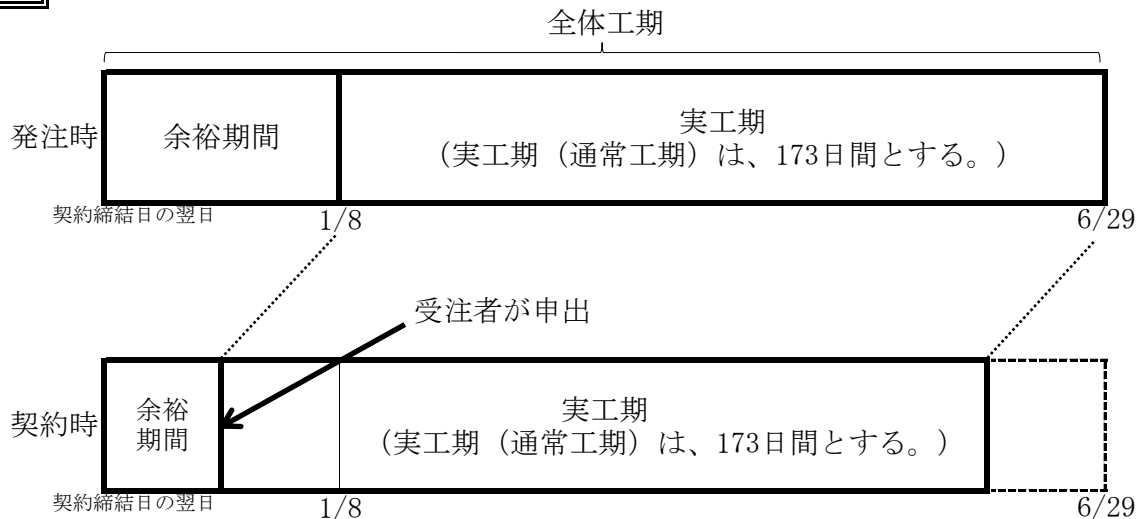 全体工期
発注時
余裕期間
実工期
（実工期（通常工期）は、173日間とする。）
契約締結日の翌日
1/8
6/29
受注者が申出
契約時
余裕
期間
実工期
（実工期（通常工期）は、173日間とする。）
契約締結日の翌日
1/8
6/29